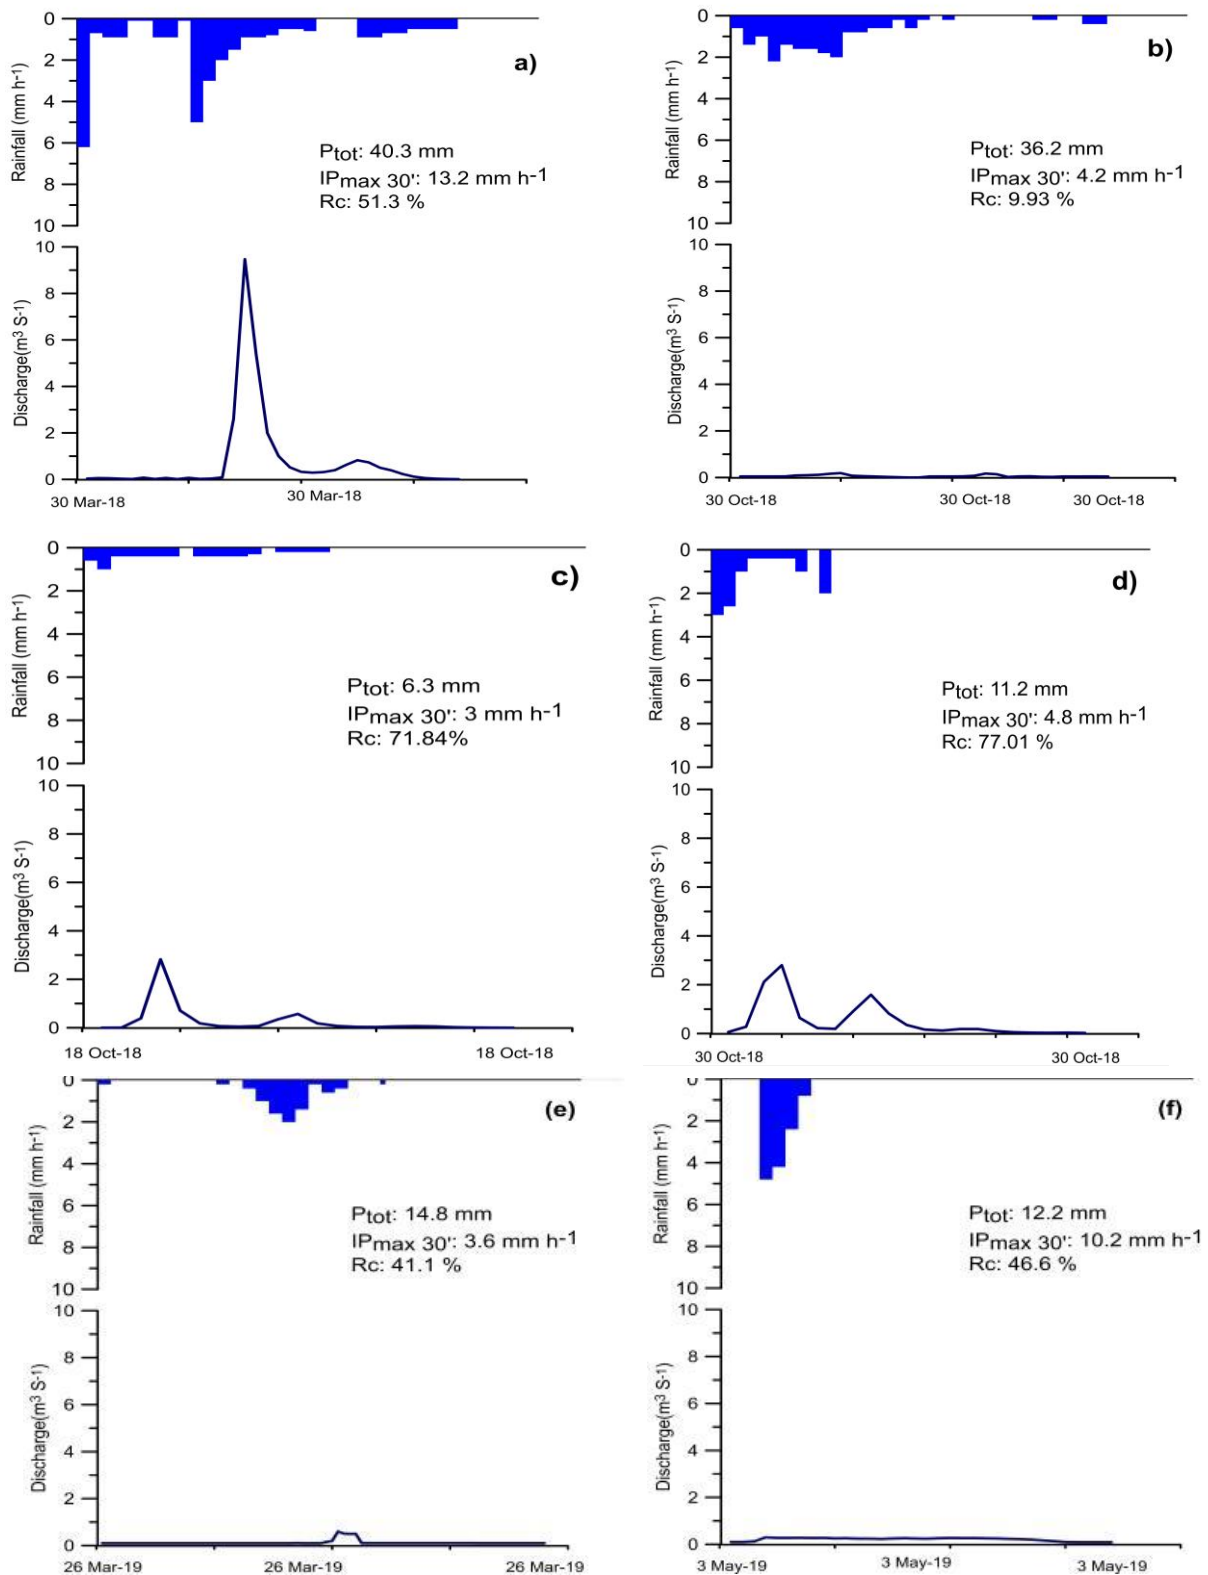 0
2
4
6
8
10
Rainfall (mm h-1)
a)
Ptot: 40.3 mm
IPmax 30': 13.2 mm h-1
Rc: 51.3 %
10
8
6
4
2
0
Discharge(m3 S-1)
30 Mar-18
30 Mar-18
0
2
4
6
8
10
Rainfall (mm h-1)
b)
Ptot: 36.2 mm
IPmax 30': 4.2 mm h-1
Rc: 9.93 %
10
8
6
4
2
0
Discharge(m3 S-1)
30 Oct-18
30 Oct-18
30 Oct-18
0
2
4
6
8
10
Rainfall (mm h-1)
c)
Ptot: 6.3 mm
IPmax 30': 3 mm h-1
Rc: 71.84%
10
8
6
4
2
0
Discharge(m3 S-1)
18 Oct-18
18 Oct-18
0
2
4
6
8
10
Rainfall (mm h-1)
d)
Ptot: 11.2 mm
IPmax 30': 4.8 mm h-1
Rc: 77.01 %
10
8
6
4
2
0
Discharge(m3 S-1)
30 Oct-18
30 Oct-18
0
2
4
6
8
10
Rainfall (mm h-1)
(e)
Ptot: 14.8 mm
IPmax 30': 3.6 mm h-1
Rc: 41.1 %
10
8
6
4
2
0
Discharge(m3 S-1)
26 Mar-19
26 Mar-19
26 Mar-19
0
2
4
6
8
10
Rainfall (mm h-1)
(f)
Ptot: 12.2 mm
IPmax 30': 10.2 mm h-1
Rc: 46.6 %
10
8
6
4
2
0
Discharge(m3 S-1)
3 May-19
3 May-19
3 May-19